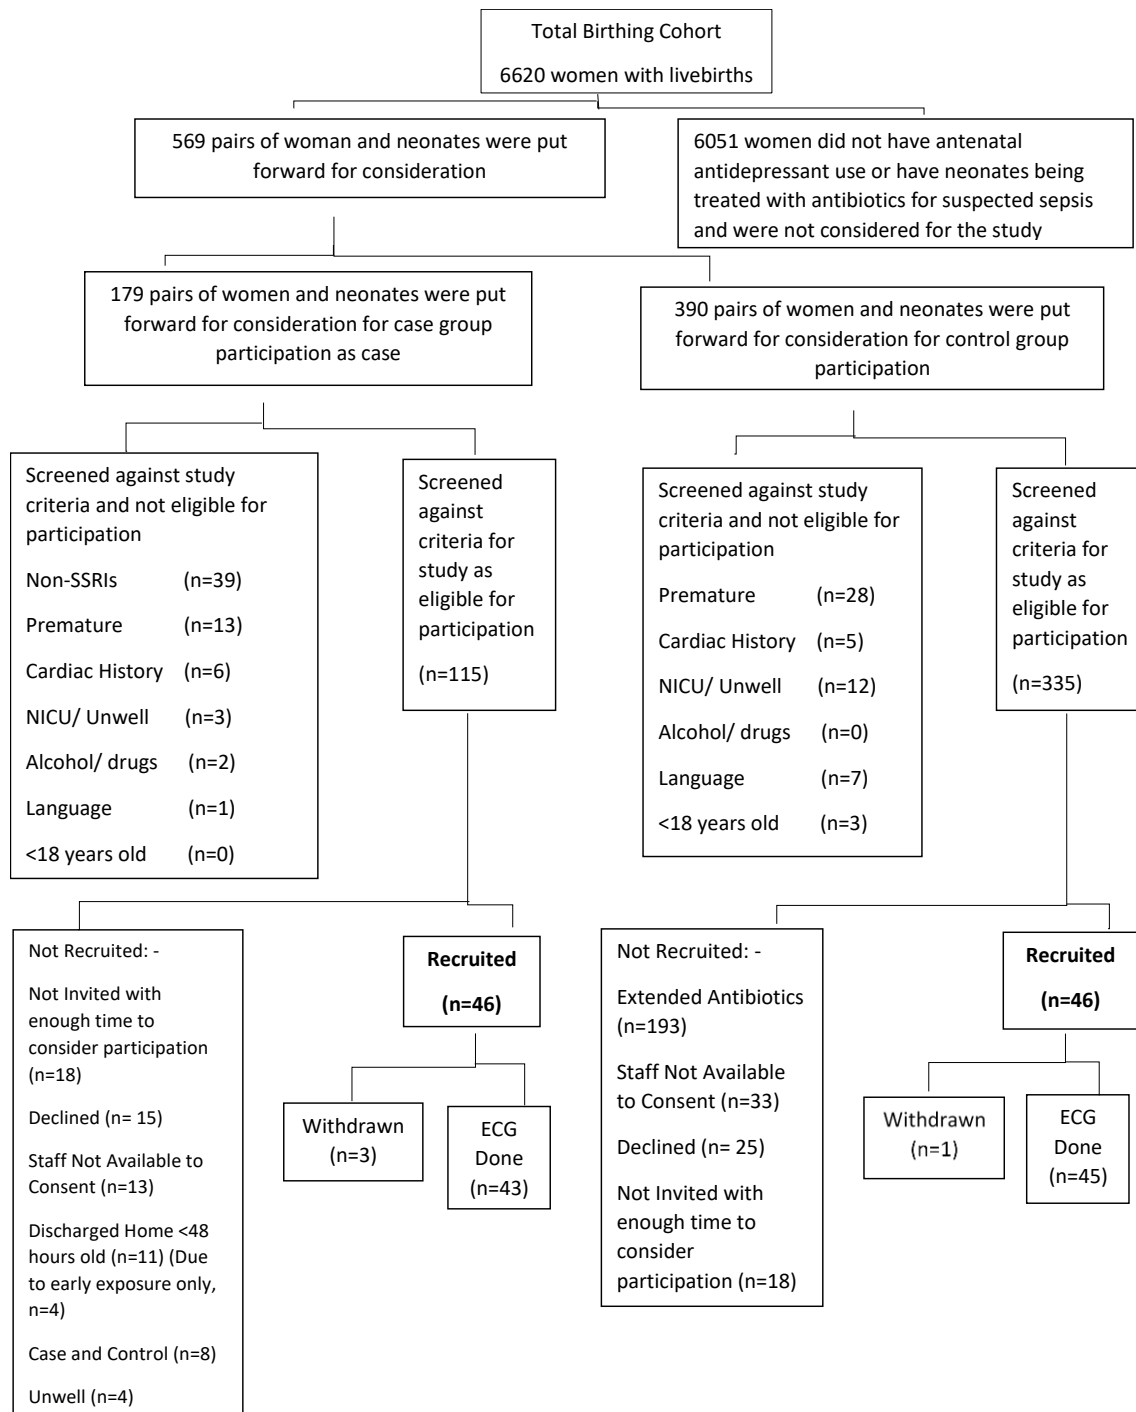 Total Birthing Cohort
6620 women with livebirths
569 pairs of woman and neonates were put
forward for consideration
6051 women did not have antenatal
antidepressant use or have neonates being
treated with antibiotics for suspected sepsis
and were not considered for the study
179 pairs of women and neonates were put
forward for consideration for case group
participation as case
390 pairs of women and neonates were put
forward for consideration for control group
participation
Screened against study
criteria and not eligible for
participation
Non-SSRIs (n=39)
Premature (n=13)
Cardiac History (n=6)
NICU/ Unwell (n=3)
Alcohol/ drugs (n=2)
Language (n=1)
<18 years old (n=0)
Screened
against
criteria for
study as
eligible for
participation
(n=115)
Screened against study
criteria and not eligible for
participation
Premature (n=28)
Cardiac History (n=5)
NICU/ Unwell (n=12)
Alcohol/ drugs (n=0)
Language (n=7)
<18 years old (n=3)
Screened
against
criteria for
study as
eligible for
participation
(n=335)
Not Recruited: -
Not Invited with
enough time to
consider participation
(n=18)
Declined (n= 15)
Staff Not Available to
Consent (n=13)
Discharged Home <48
hours old (n=11) (Due
to early exposure only,
n=4)
Case and Control (n=8)
Unwell (n=4)
Recruited
(n=46)
Withdrawn
(n=3)
ECG
Done
(n=43)
Not Recruited: -
Extended Antibiotics
(n=193)
Staff Not Available
to Consent (n=33)
Declined (n= 25)
Not Invited with
enough time to
consider
participation (n=18)
Recruited
(n=46)
Withdrawn
(n=1)
ECG
Done
(n=45)